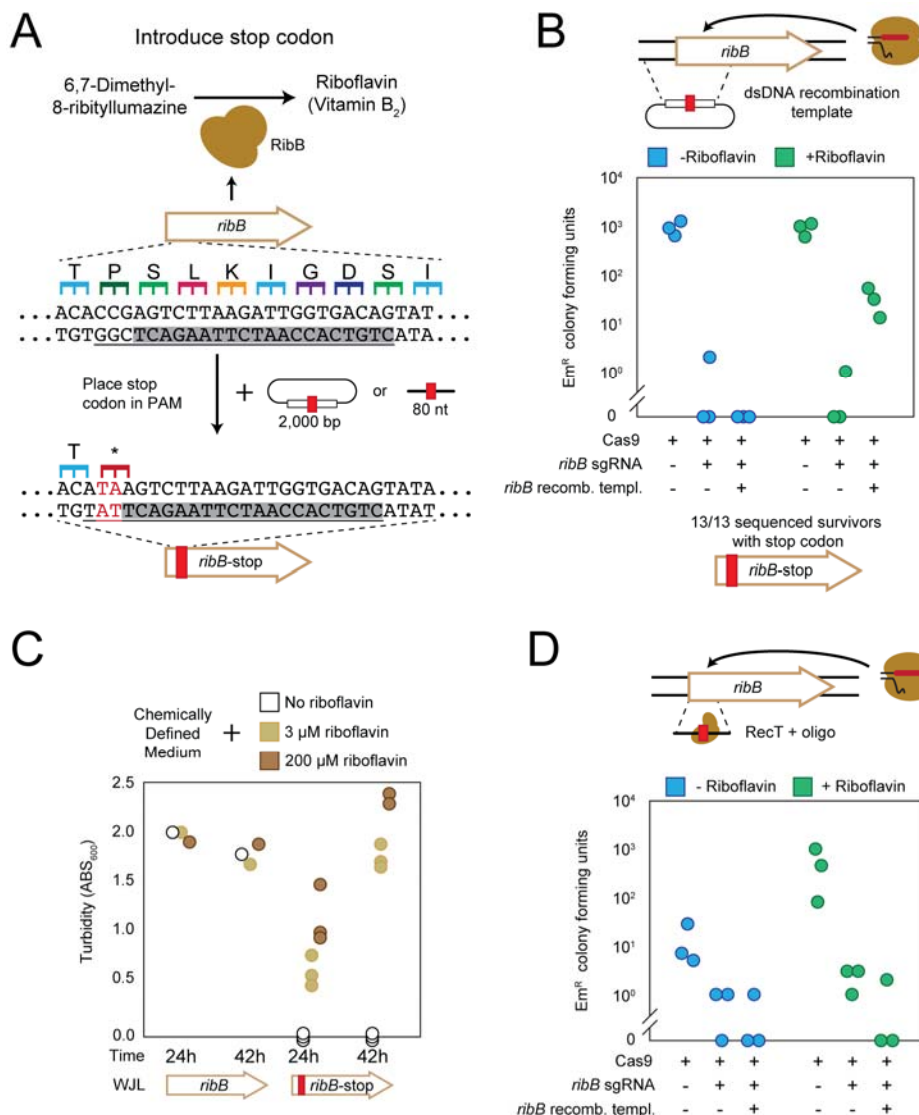 A
Introduce stop codon
6,7-Dimethyl-
8-ribityllumazine
Riboflavin
(Vitamin B2)
RibB
ribB
T P S L K I G D S I
...ACACCGAGTCTTAAGATTGGTGACAGTAT...
...TGTGGCTCAGAATTCTAACCACTGTCATA...
Place stop
codon in PAM
+
2,000 bp
or
80 nt
T *
...ACATAAGTCTTAAGATTGGTGACAGTATA...
...TGTATTCAGAATTCTAACCACTGTCATAT...
ribB-stop
B
ribB
dsDNA recombination
template
-Riboflavin
+Riboflavin
EmR colony forming units
10^4
10^3
10^2
10^1
10^0
0
Cas9 + + + + + +
ribB sgRNA - + + - + +
ribB recomb. templ. - - + - - +
13/13 sequenced survivors
with stop codon
ribB-stop
C
Chemically
Defined
Medium
+
No riboflavin
3 µM riboflavin
200 µM riboflavin
Turbidity (ABS600)
2.5
2.0
1.5
1.0
0.5
0.0
Time 24h 42h 24h 42h
WJL ribB ribB-stop
D
ribB
RecT + oligo
- Riboflavin
+ Riboflavin
EmR colony forming units
10^4
10^3
10^2
10^1
10^0
0
Cas9 + + + + + +
ribB sgRNA - + + - + +
ribB recomb. templ. - - + - - +